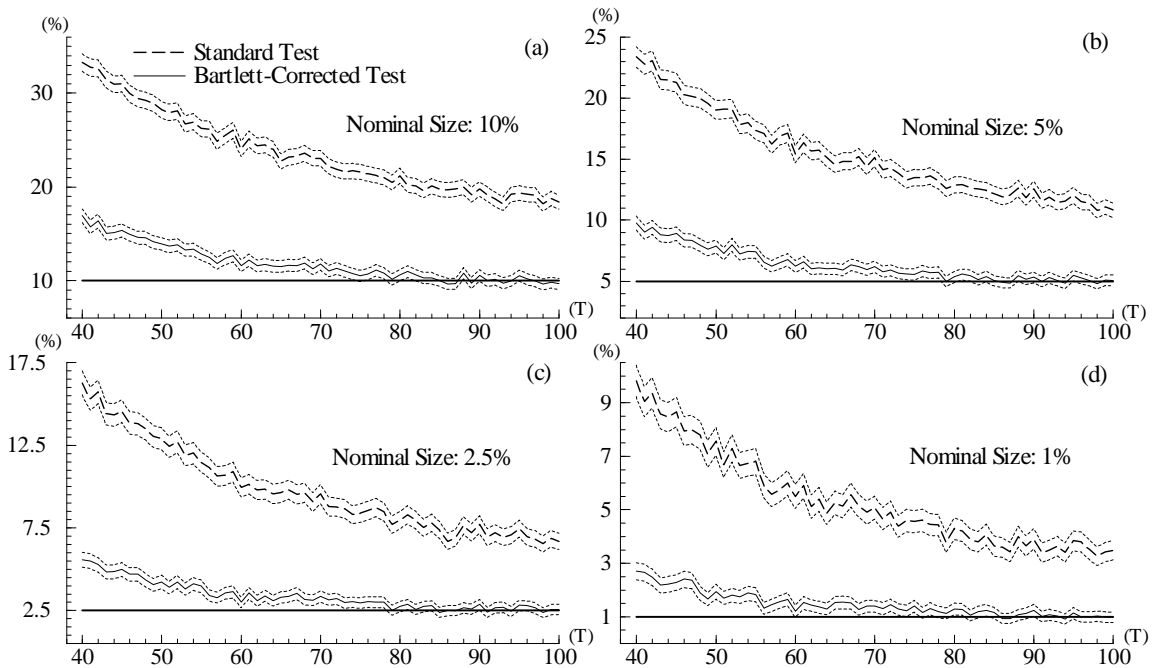 (%)
(a)
Standard Test
Bartlett-Corrected Test
Nominal Size: 10%
30
20
10
40 50 60 70 80 90 (T) 100
(%)
(b)
Nominal Size: 5%
25
20
15
10
5
40 50 60 70 80 90 (T) 100
(%)
(c)
Nominal Size: 2.5%
17.5
12.5
7.5
2.5
40 50 60 70 80 90 100 (T)
(%)
(d)
Nominal Size: 1%
9
7
5
3
1
40 50 60 70 80 90 100 (T)